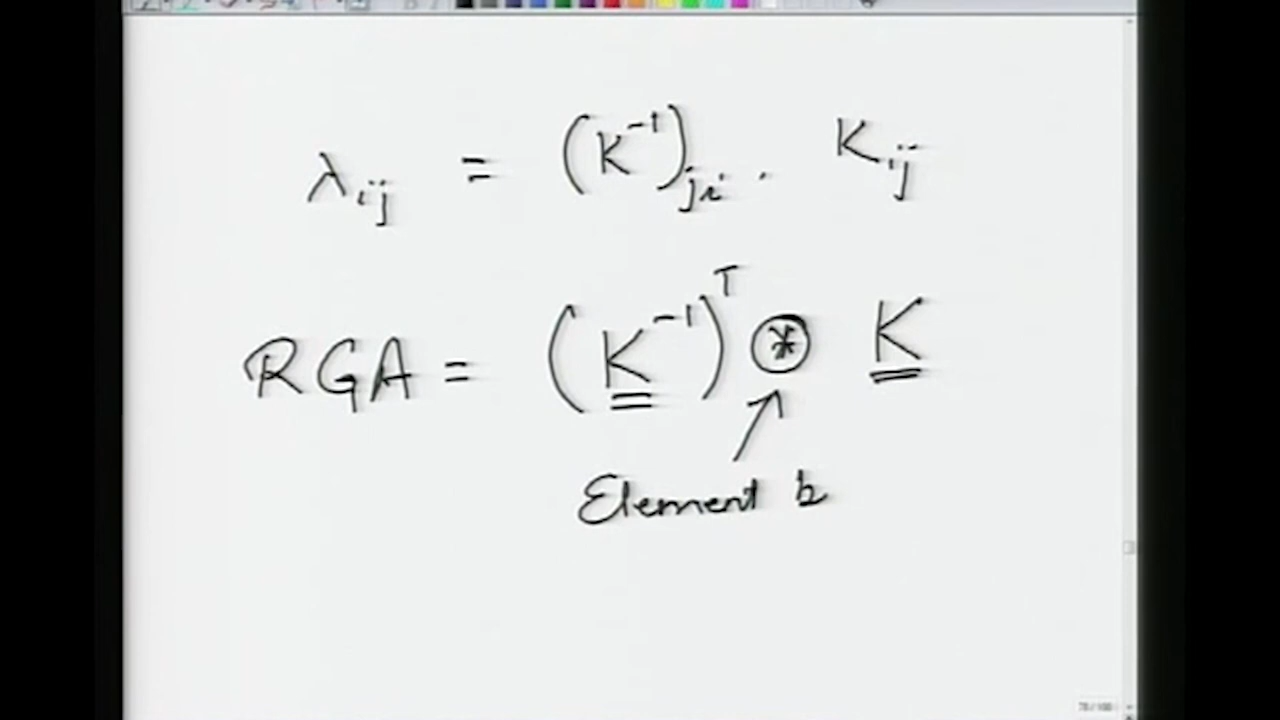 λij = (K⁻¹)ji · Kij
RGA = (K⁻¹)ᵀ ⊛ K
Element b